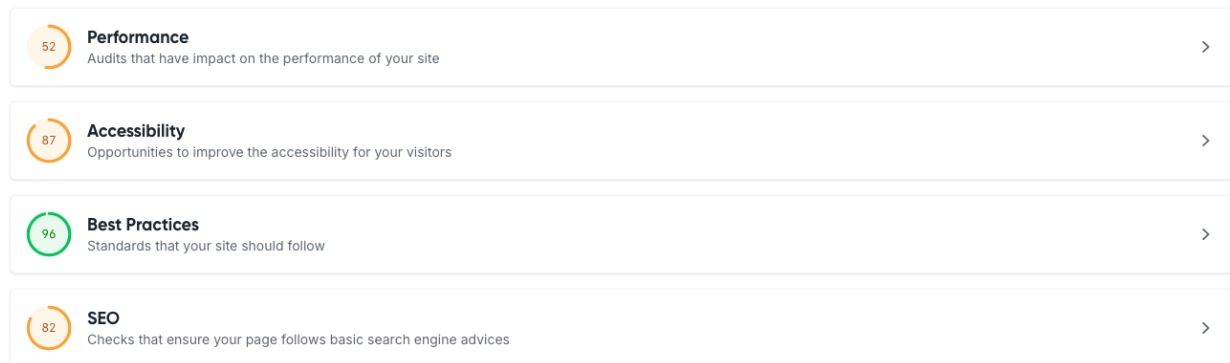 52
Performance
Audits that have impact on the performance of your site
87
Accessibility
Opportunities to improve the accessibility for your visitors
96
Best Practices
Standards that your site should follow
82
SEO
Checks that ensure your page follows basic search engine advices